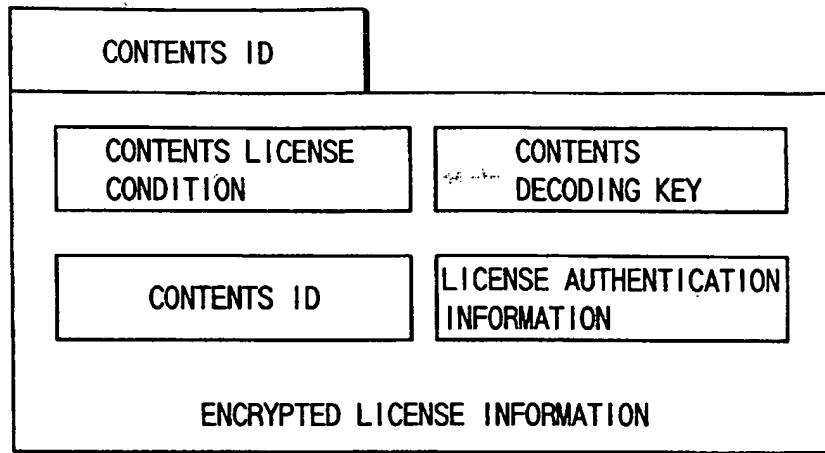 CONTENTS ID
CONTENTS LICENSE
CONDITION
CONTENTS
DECODING KEY
CONTENTS ID
LICENSE AUTHENTICATION
INFORMATION
ENCRYPTED LICENSE INFORMATION